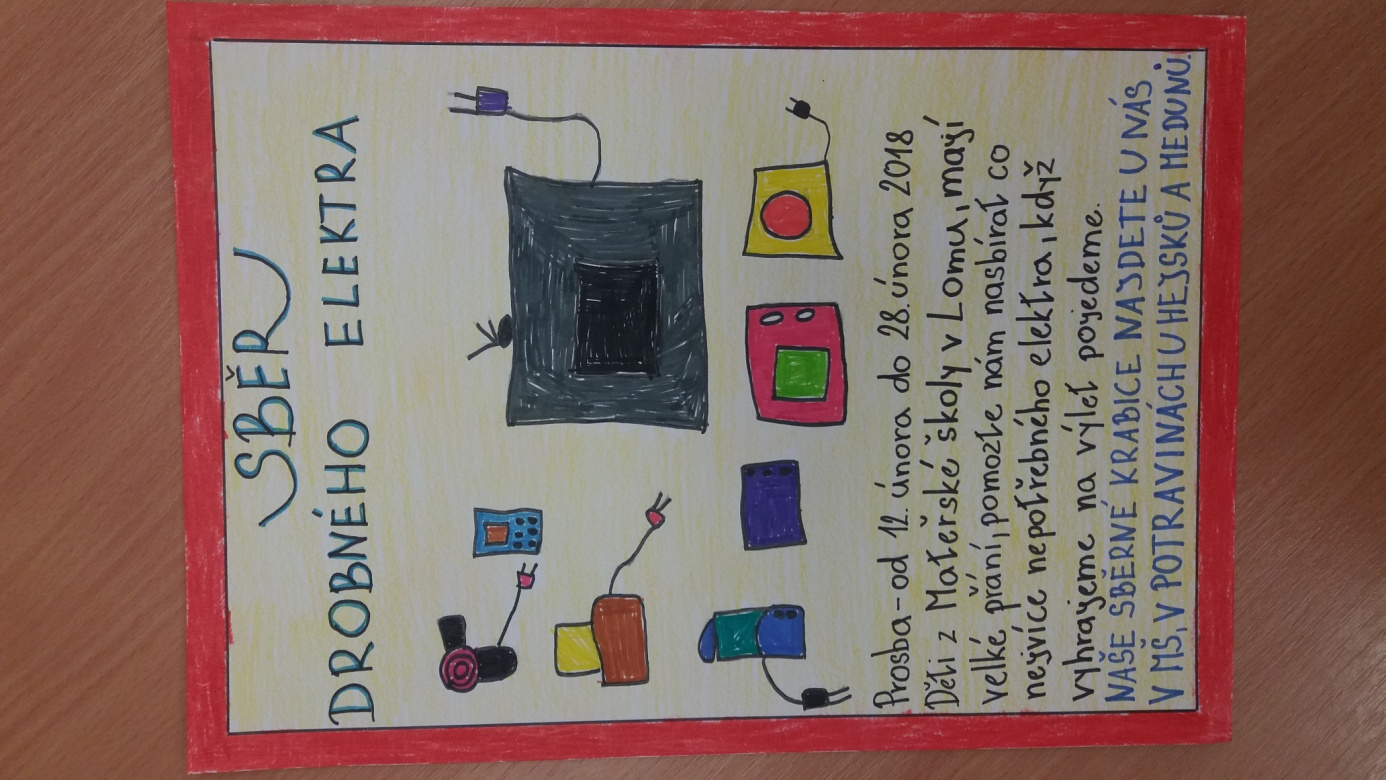 SBĚR
DROBNÉHO ELEKTRA
Prosba - od 12. února do 28. února 2018
Děti z Mateřské školy v Lomu, mají
velké přání, pomozte nám nasbírat co
nejvíce nepotřebného elektra, když
vyhrajeme na výlet pojedeme.
NAŠE SBĚRNÉ KRABICE NAJDETE U NÁS
V MŠ, V POTRAVINÁCH U HEJSKŮ A MEDUNŮ.